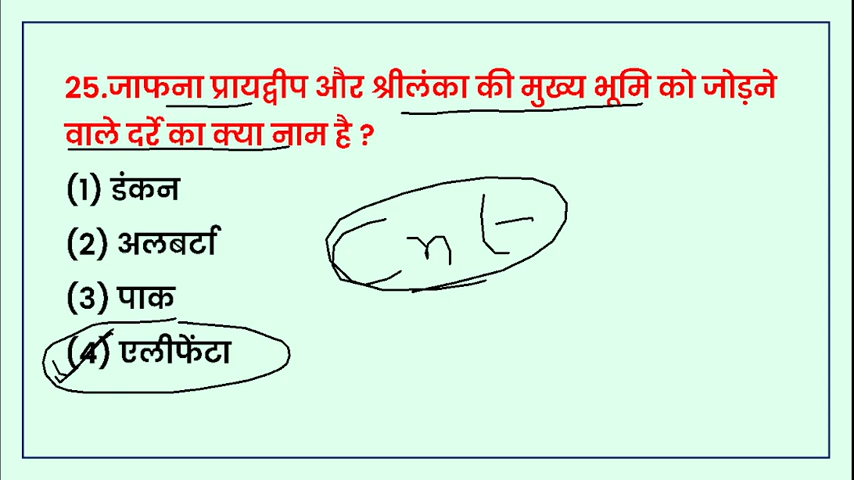 25.जाफना प्रायद्वीप और श्रीलंका की मुख्य भूमि को जोड़ने
वाले दर्रे का क्या नाम है ?
(1) डंकन
(2) अलबर्टा
(3) पाक
(4) एलीफेंटा